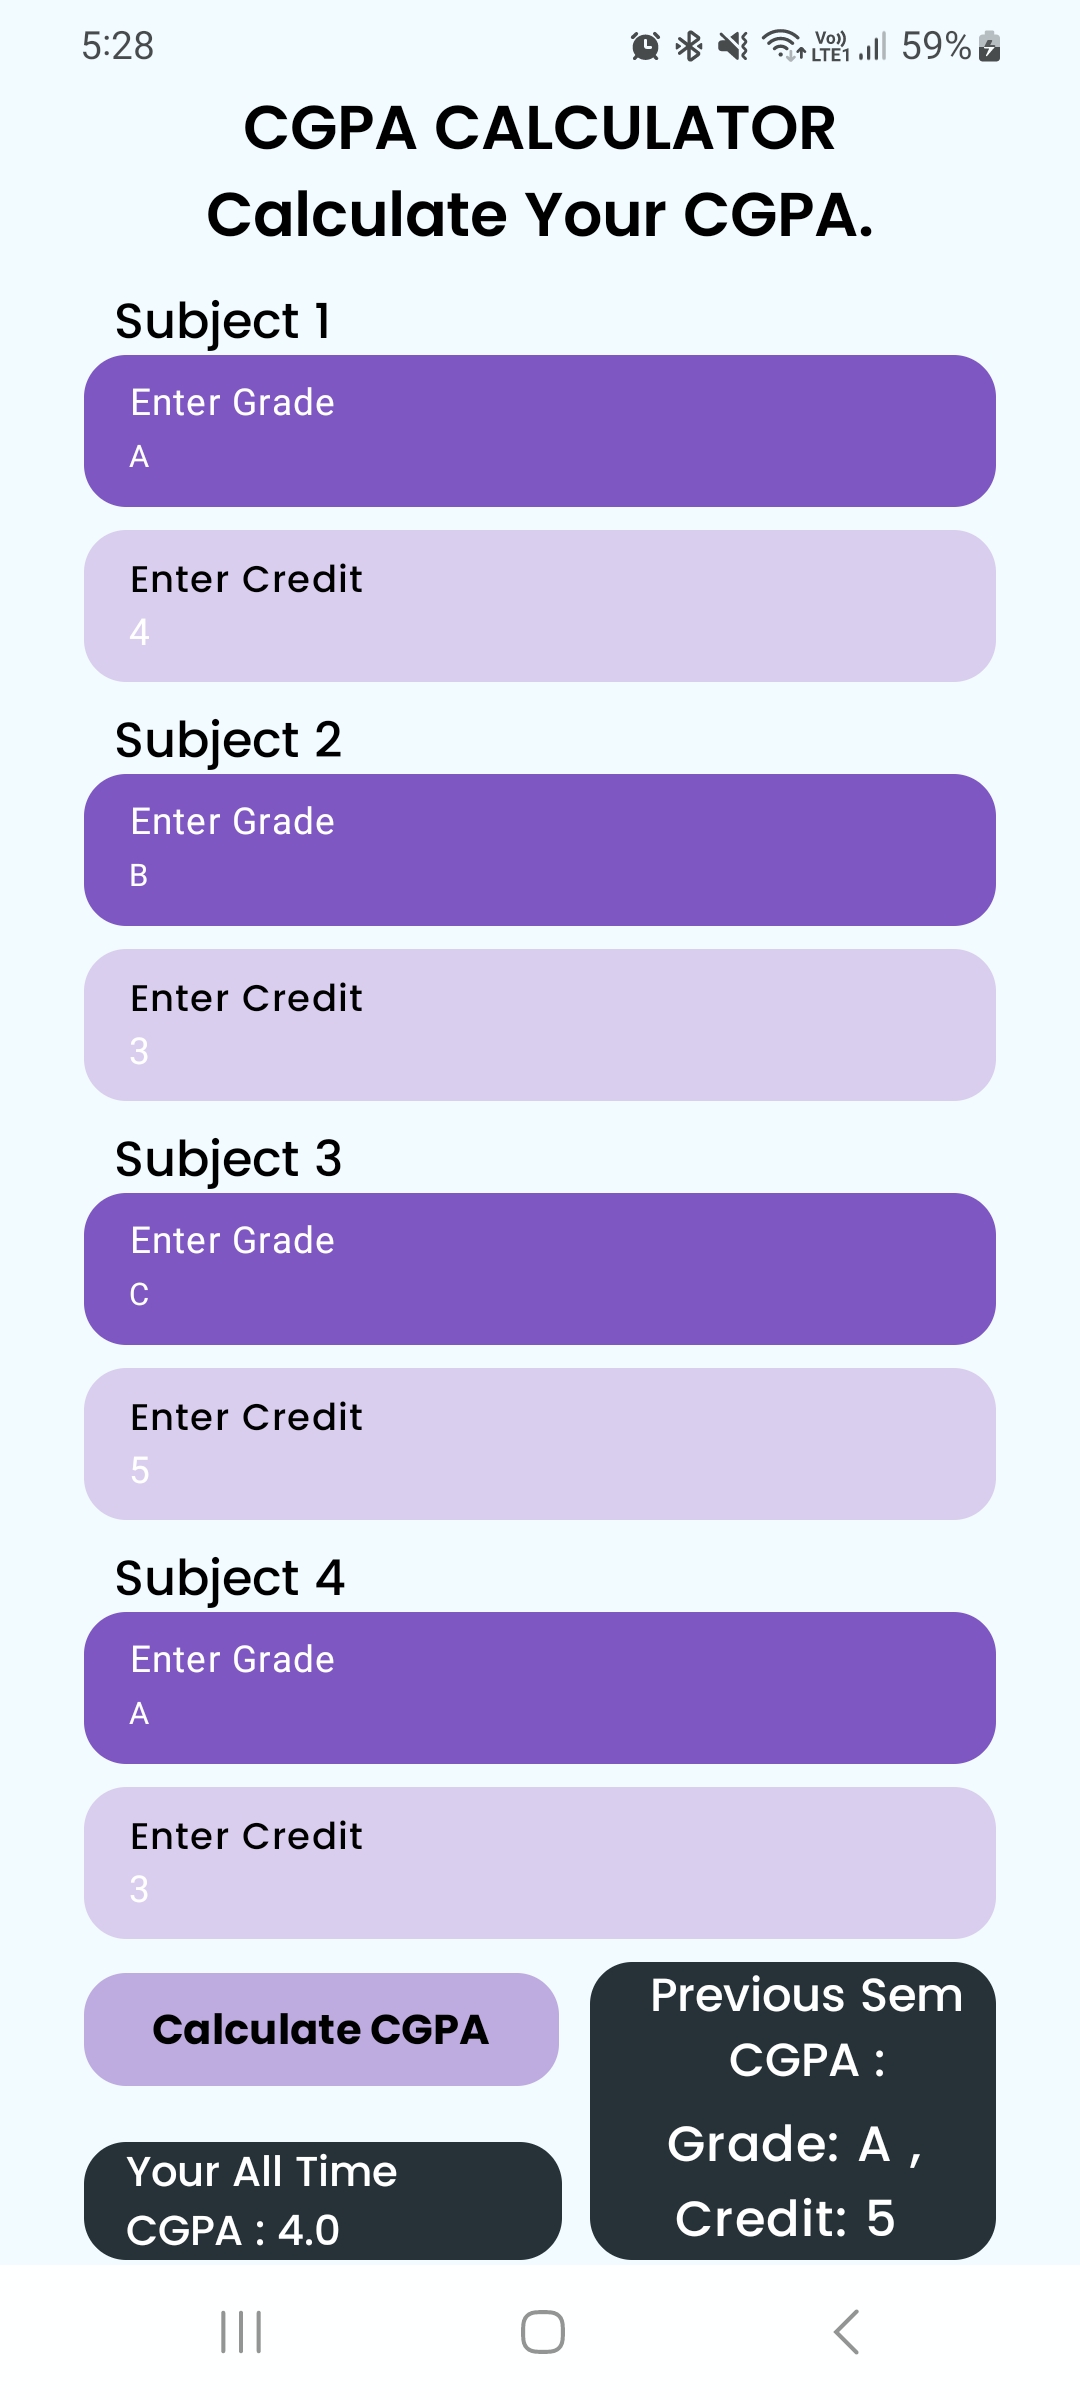 5:28
Vo)) LTE1 59%
CGPA CALCULATOR
Calculate Your CGPA.
Subject 1
Enter Grade
A
Enter Credit
4
Subject 2
Enter Grade
B
Enter Credit
3
Subject 3
Enter Grade
C
Enter Credit
5
Subject 4
Enter Grade
A
Enter Credit
3
Calculate CGPA
Your All Time
CGPA : 4.0
Previous Sem
CGPA :
Grade: A ,
Credit: 5